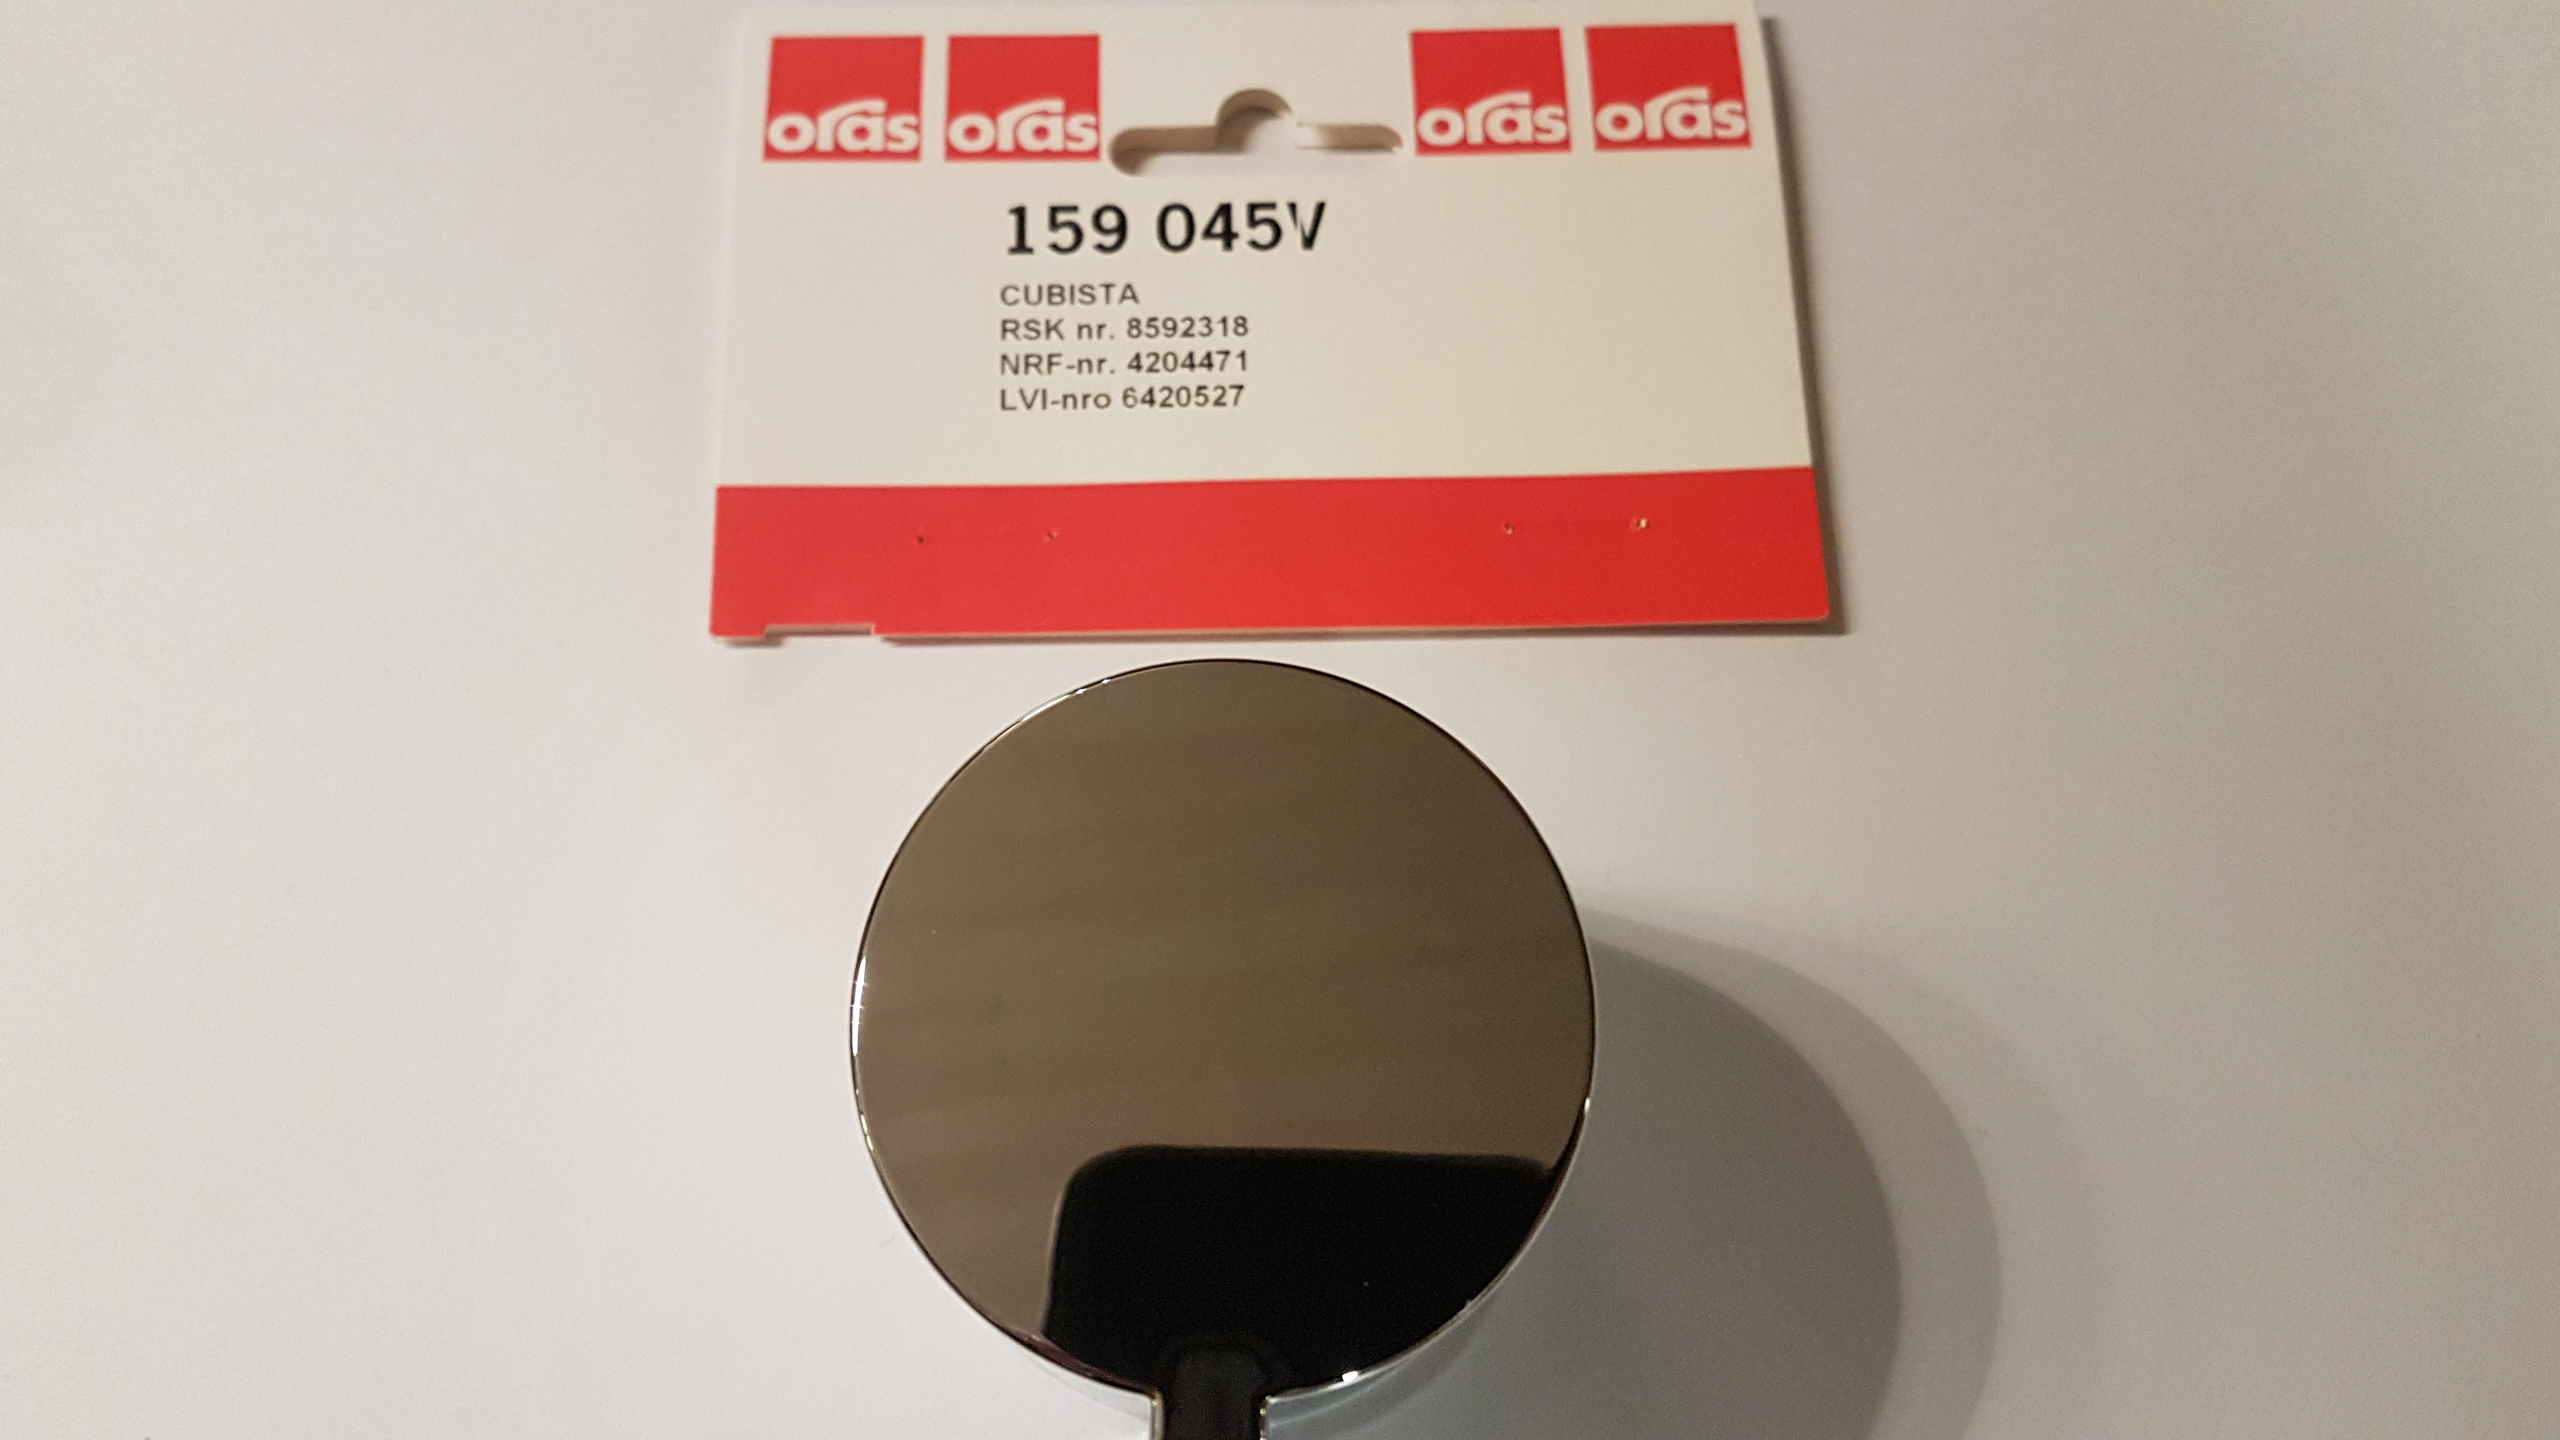 oras oras oras oras
159 045V
CUBISTA
RSK nr. 8592318
NRF-nr. 4204471
LVI-nro 6420527